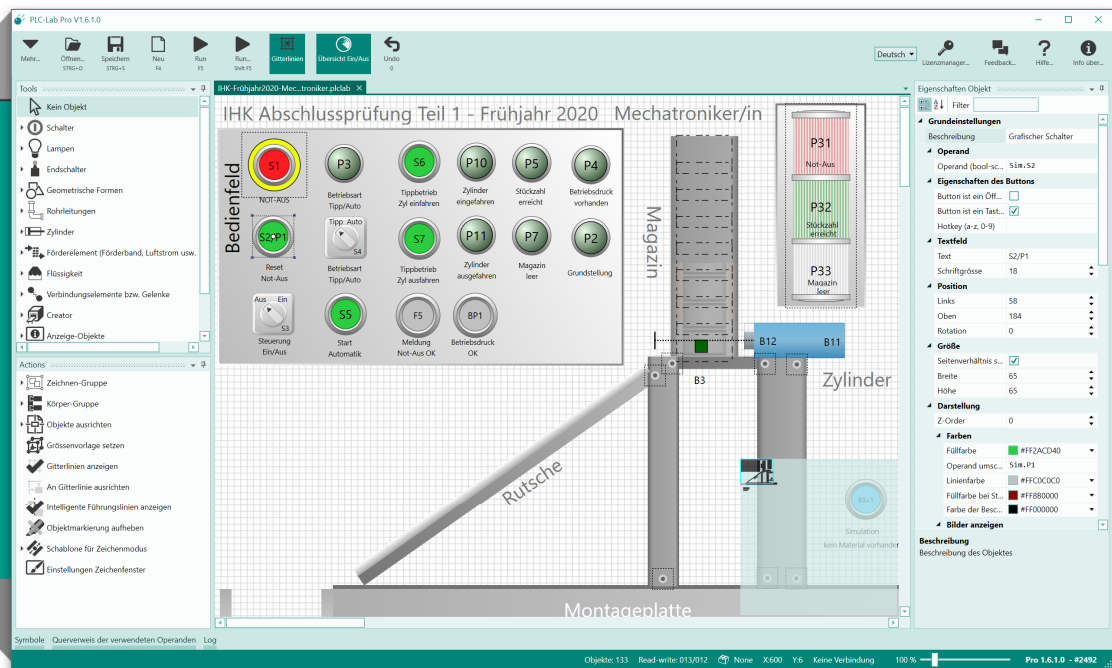 PLC-Lab Pro V1.6.1.0
Mehr...
Öffnen...
STRG+O
Speichern
STRG+S
Neu
F4
Run
F5
Run...
Shift F5
Gitterlinien
Übersicht Ein/Aus
Undo
0
Deutsch
Lizenzmanager...
Feedback...
Hilfe...
Info über...
Tools
Kein Objekt
Schalter
Lampen
Endschalter
Geometrische Formen
Rohrleitungen
Zylinder
Förderelement (Förderband, Luftstrom usw.
Flüssigkeit
Verbindungselemente bzw. Gelenke
Creator
Anzeige-Objekte
Actions
Zeichen-Gruppe
Körper-Gruppe
Objekte ausrichten
Grössenvorlage setzen
Gitterlinien anzeigen
An Gitterlinie ausrichten
Intelligente Führungslinien anzeigen
Objektmarkierung aufheben
Schablone für Zeichenmodus
Einstellungen Zeichenfenster
IHK-Frühjahr2020-Mec...troniker.plclab
IHK Abschlussprüfung Teil 1 - Frühjahr 2020 Mechatroniker/in
Bedienfeld
S1
NOT-AUS
P3
Betriebsart
Tipp/Auto
S6
Tippbetrieb
Zyl einfahren
P10
Zylinder
eingefahren
P5
Stückzahl
erreicht
P4
Betriebsdruck
vorhanden
S2/P1
Reset
Not-Aus
Tipp Auto
S4
Betriebsart
Tipp/Auto
S7
Tippbetrieb
Zyl ausfahren
P11
Zylinder
ausgefahren
P7
Magazin
leer
P2
Grundstellung
Aus Ein
S3
Steuerung
Ein/Aus
S5
Start
Automatik
F5
Meldung
Not-Aus OK
BP1
Betriebsdruck
OK
Magazin
P31
Not-Aus
P32
Stückzahl
erreicht
P33
Magazin
leer
B12
B11
B3
Zylinder
Rutsche
B3=1
Simulation
kein Material vorhander
Montageplatte
Eigenschaften Objekt
Filter
Grundeinstellungen
Beschreibung Grafischer Schalter
Operand
Operand (bool-sc... Sim.S2
Eigenschaften des Buttons
Button ist ein Öff...
Button ist ein Tast...
Hotkey (a-z, 0-9)
Textfeld
Text S2/P1
Schriftgrösse 18
Position
Links 58
Oben 184
Rotation 0
Größe
Seitenverhältnis s...
Breite 65
Höhe 65
Darstellung
Z-Order 0
Farben
Füllfarbe #FF2ACD40
Operand umsc... Sim.P1
Linienfarbe #FFC0C0C0
Füllfarbe bei St... #FF8B0000
Farbe der Besc... #FF000000
Bilder anzeigen
Beschreibung
Beschreibung des Objektes
Symbole Querverweis der verwendeten Operanden Log
Objekte: 133 Read-write: 013/012 None X:600 Y:6 Keine Verbindung 100 % Pro 1.6.1.0 - #2492